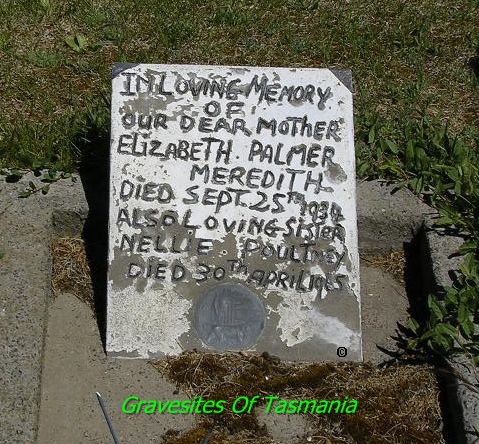 IN LOVING MEMORY
OF
OUR DEAR MOTHER
ELIZABETH PALMER
MEREDITH
DIED SEPT. 25TH 1934
ALSO LOVING SISTER
NELLIE POULTNEY
DIED 30TH APRIL 1965
Gravesites Of Tasmania